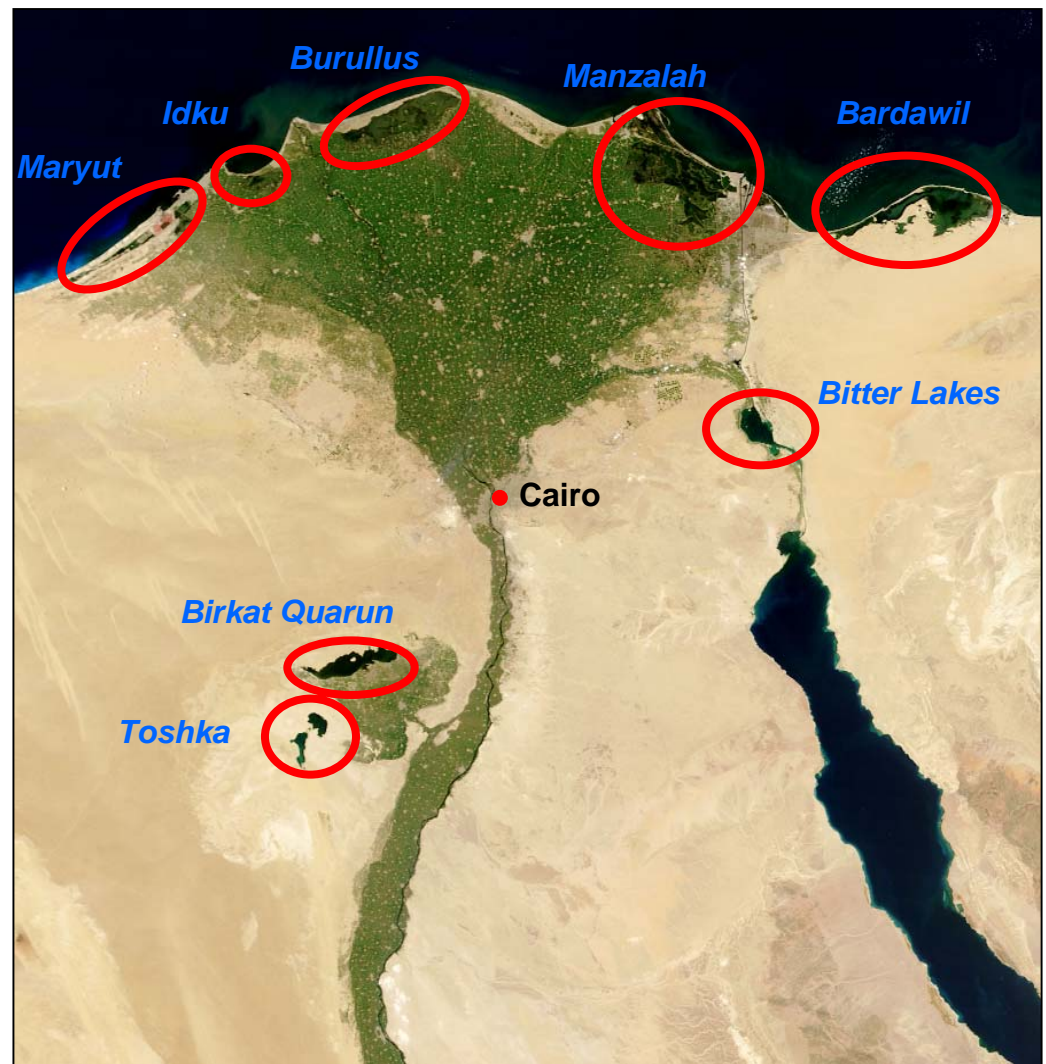 Burullus
Manzalah
Idku
Bardawil
Maryut
Bitter Lakes
Cairo
Birkat Quarun
Toshka